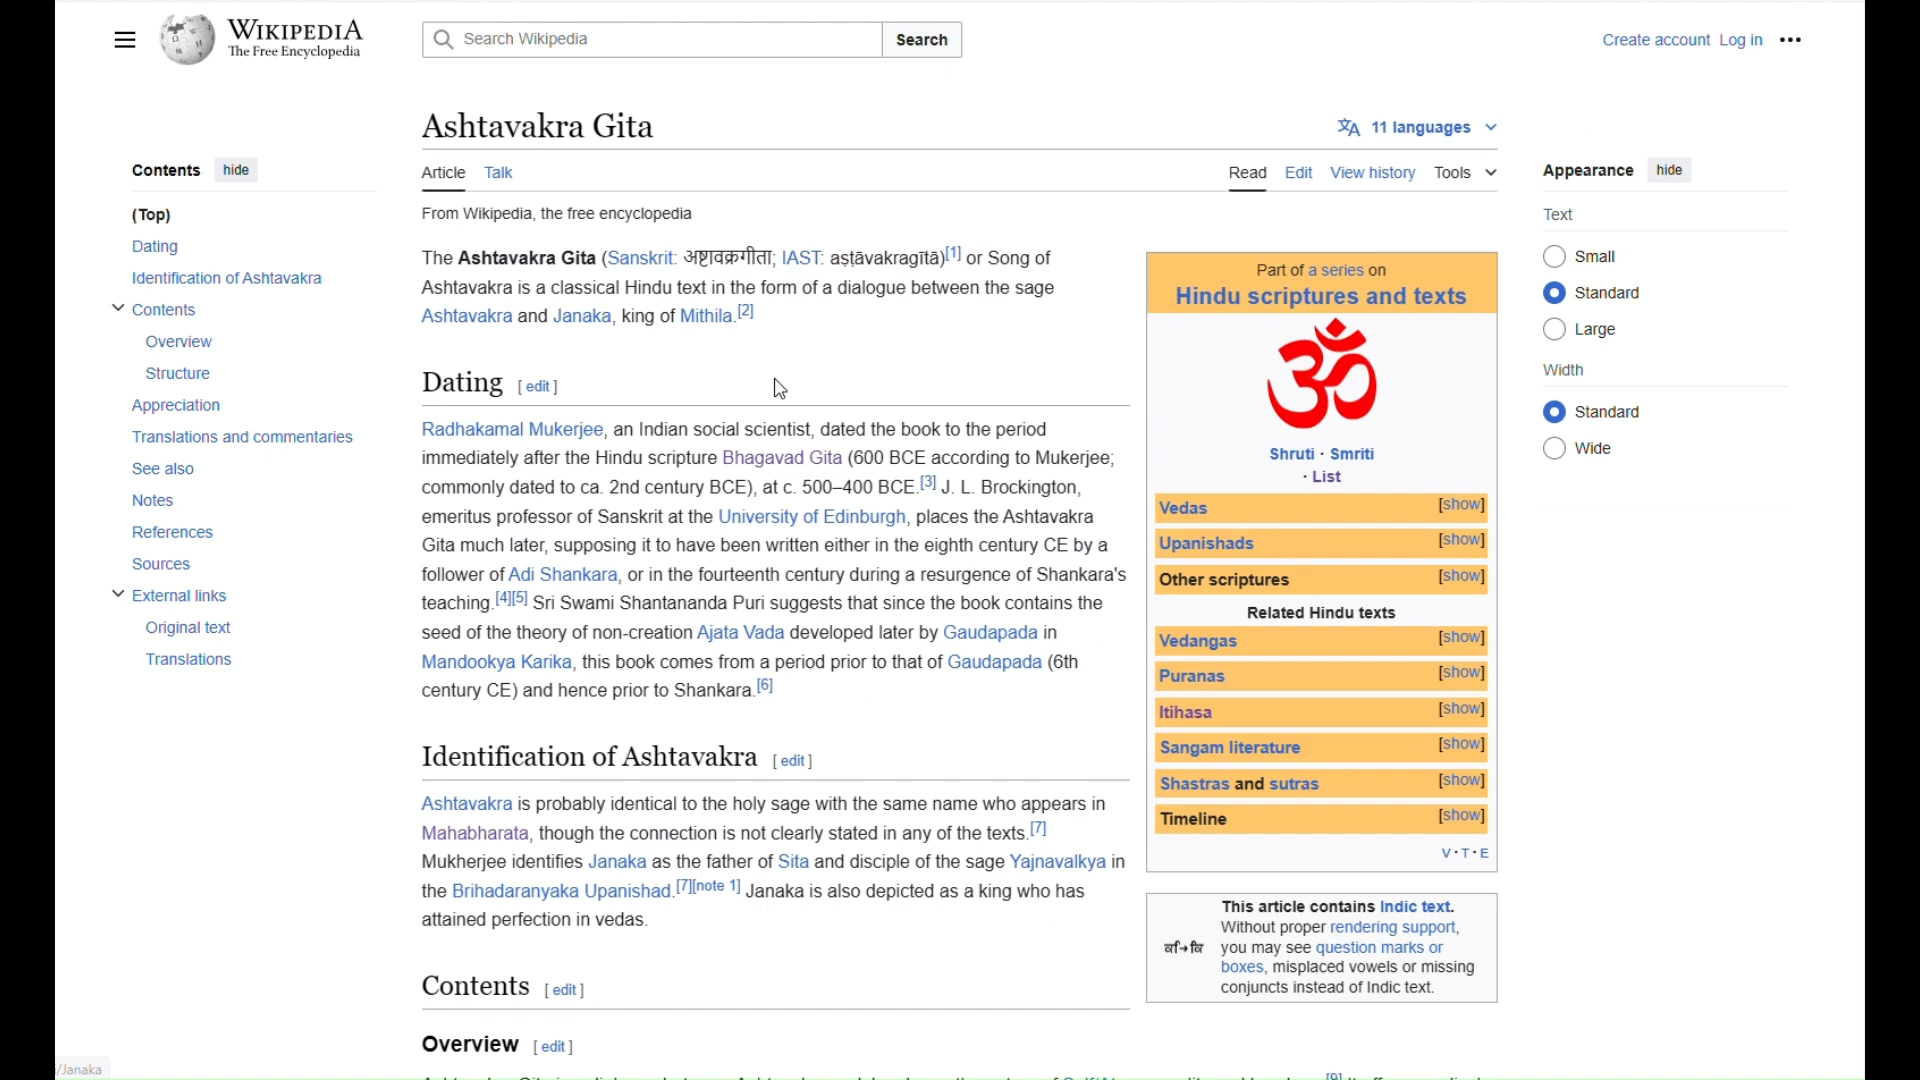 WIKIPEDIA
The Free Encyclopedia
Search Wikipedia
Search
Create account Log in
Ashtavakra Gita
11 languages
Contents hide
(Top)
Dating
Identification of Ashtavakra
Contents
Overview
Structure
Appreciation
Translations and commentaries
See also
Notes
References
Sources
External links
Original text
Translations
Article Talk
Read Edit View history Tools
From Wikipedia, the free encyclopedia
The Ashtavakra Gita (Sanskrit: अष्टावक्रगीता; IAST: aṣṭāvakragītā)[1] or Song of
Ashtavakra is a classical Hindu text in the form of a dialogue between the sage
Ashtavakra and Janaka, king of Mithila.[2]
Dating [ edit ]
Radhakamal Mukerjee, an Indian social scientist, dated the book to the period
immediately after the Hindu scripture Bhagavad Gita (600 BCE according to Mukerjee;
commonly dated to ca. 2nd century BCE), at c. 500–400 BCE.[3] J. L. Brockington,
emeritus professor of Sanskrit at the University of Edinburgh, places the Ashtavakra
Gita much later, supposing it to have been written either in the eighth century CE by a
follower of Adi Shankara, or in the fourteenth century during a resurgence of Shankara's
teaching.[4][5] Sri Swami Shantananda Puri suggests that since the book contains the
seed of the theory of non-creation Ajata Vada developed later by Gaudapada in
Mandookya Karika, this book comes from a period prior to that of Gaudapada (6th
century CE) and hence prior to Shankara.[6]
Identification of Ashtavakra [ edit ]
Ashtavakra is probably identical to the holy sage with the same name who appears in
Mahabharata, though the connection is not clearly stated in any of the texts.[7]
Mukherjee identifies Janaka as the father of Sita and disciple of the sage Yajnavalkya in
the Brihadaranyaka Upanishad.[7][note 1] Janaka is also depicted as a king who has
attained perfection in vedas.
Contents [ edit ]
Overview [ edit ]
Part of a series on
Hindu scriptures and texts
ॐ
Shruti · Smriti
· List
Vedas [show]
Upanishads [show]
Other scriptures [show]
Related Hindu texts
Vedangas [show]
Puranas [show]
Itihasa [show]
Sangam literature [show]
Shastras and sutras [show]
Timeline [show]
V · T · E
This article contains Indic text.
Without proper rendering support,
you may see question marks or
boxes, misplaced vowels or missing
conjuncts instead of Indic text.
Appearance hide
Text
Small
Standard
Large
Width
Standard
Wide
/Janaka